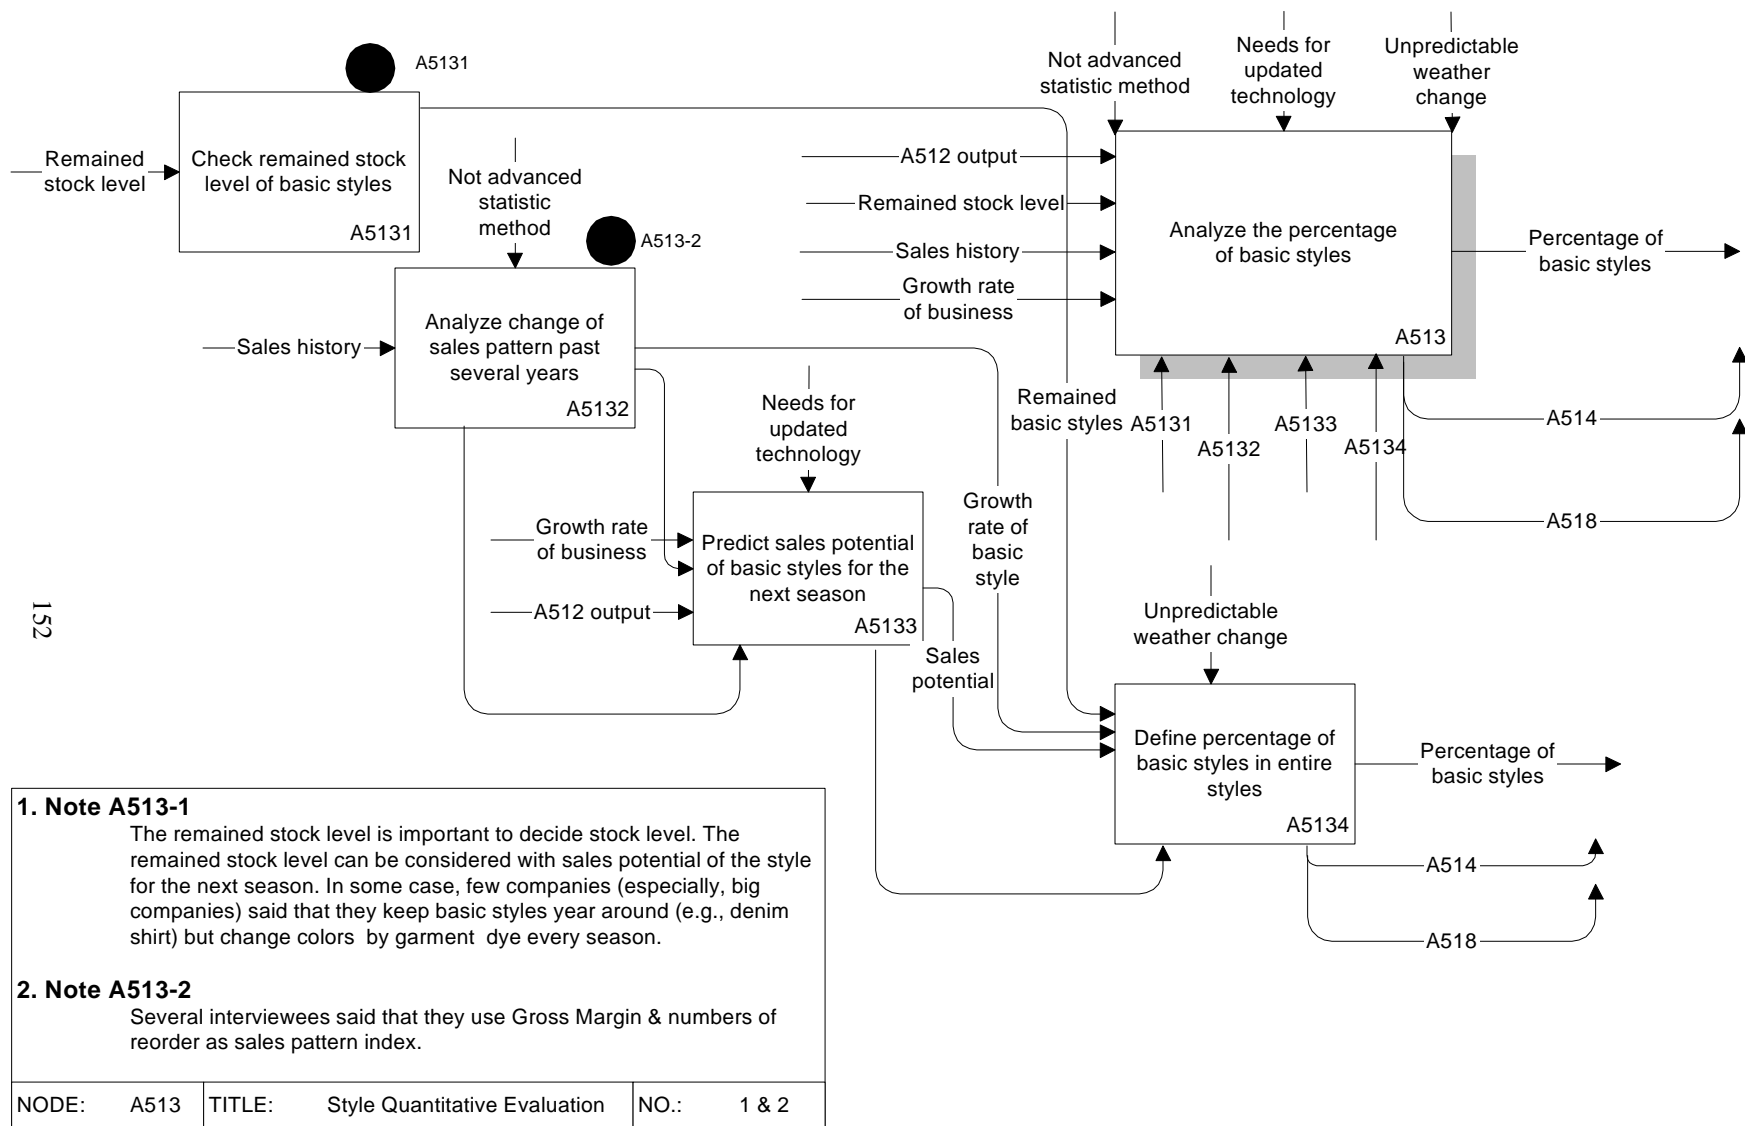 A5131
Remained
stock level
Check remained stock
level of basic styles
A5131
Not advanced
statistic
method
A513-2
Sales history
Analyze change of
sales pattern past
several years
A5132
Needs for
updated
technology
Growth rate
of business
A512 output
Predict sales potential
of basic styles for the
next season
A5133
Sales
potential
Growth
rate of
basic
style
Remained
basic styles
Not advanced
statistic method
Needs for
updated
technology
Unpredictable
weather
change
A512 output
Remained stock level
Sales history
Growth rate
of business
Analyze the percentage
of basic styles
A513
Percentage of
basic styles
A5131
A5132
A5133
A5134
A514
A518
Unpredictable
weather change
Define percentage of
basic styles in entire
styles
A5134
Percentage of
basic styles
A514
A518
152
1. Note A513-1
The remained stock level is important to decide stock level. The
remained stock level can be considered with sales potential of the style
for the next season. In some case, few companies (especially, big
companies) said that they keep basic styles year around (e.g., denim
shirt) but change colors by garment dye every season.
2. Note A513-2
Several interviewees said that they use Gross Margin & numbers of
reorder as sales pattern index.
NODE: A513 TITLE: Style Quantitative Evaluation NO.: 1 & 2